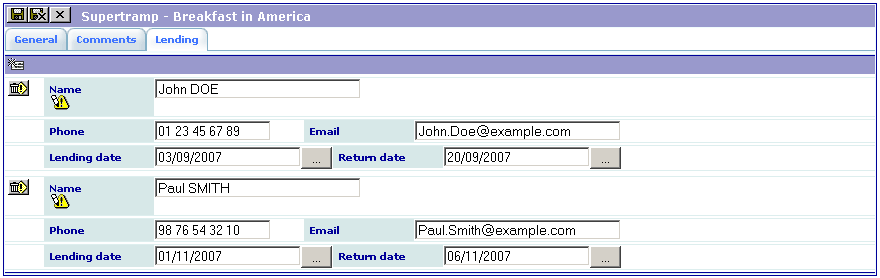 Supertramp - Breakfast in America
General Comments Lending
Name John DOE
Phone 01 23 45 67 89 Email John.Doe@example.com
Lending date 03/09/2007 ... Return date 20/09/2007 ...
Name Paul SMITH
Phone 98 76 54 32 10 Email Paul.Smith@example.com
Lending date 01/11/2007 ... Return date 06/11/2007 ...